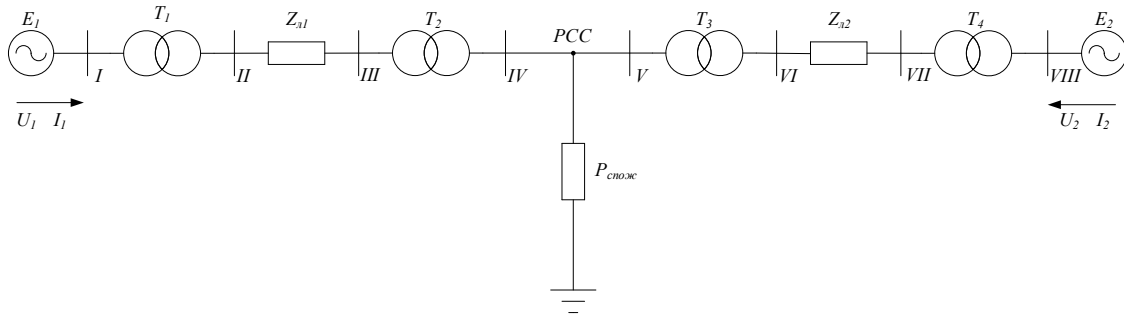 E1 T1 Zл1 T2 PCC T3 Zл2 T4 E2
I II III IV V VI VII VIII
U1 I1 U2 I2
Pспож